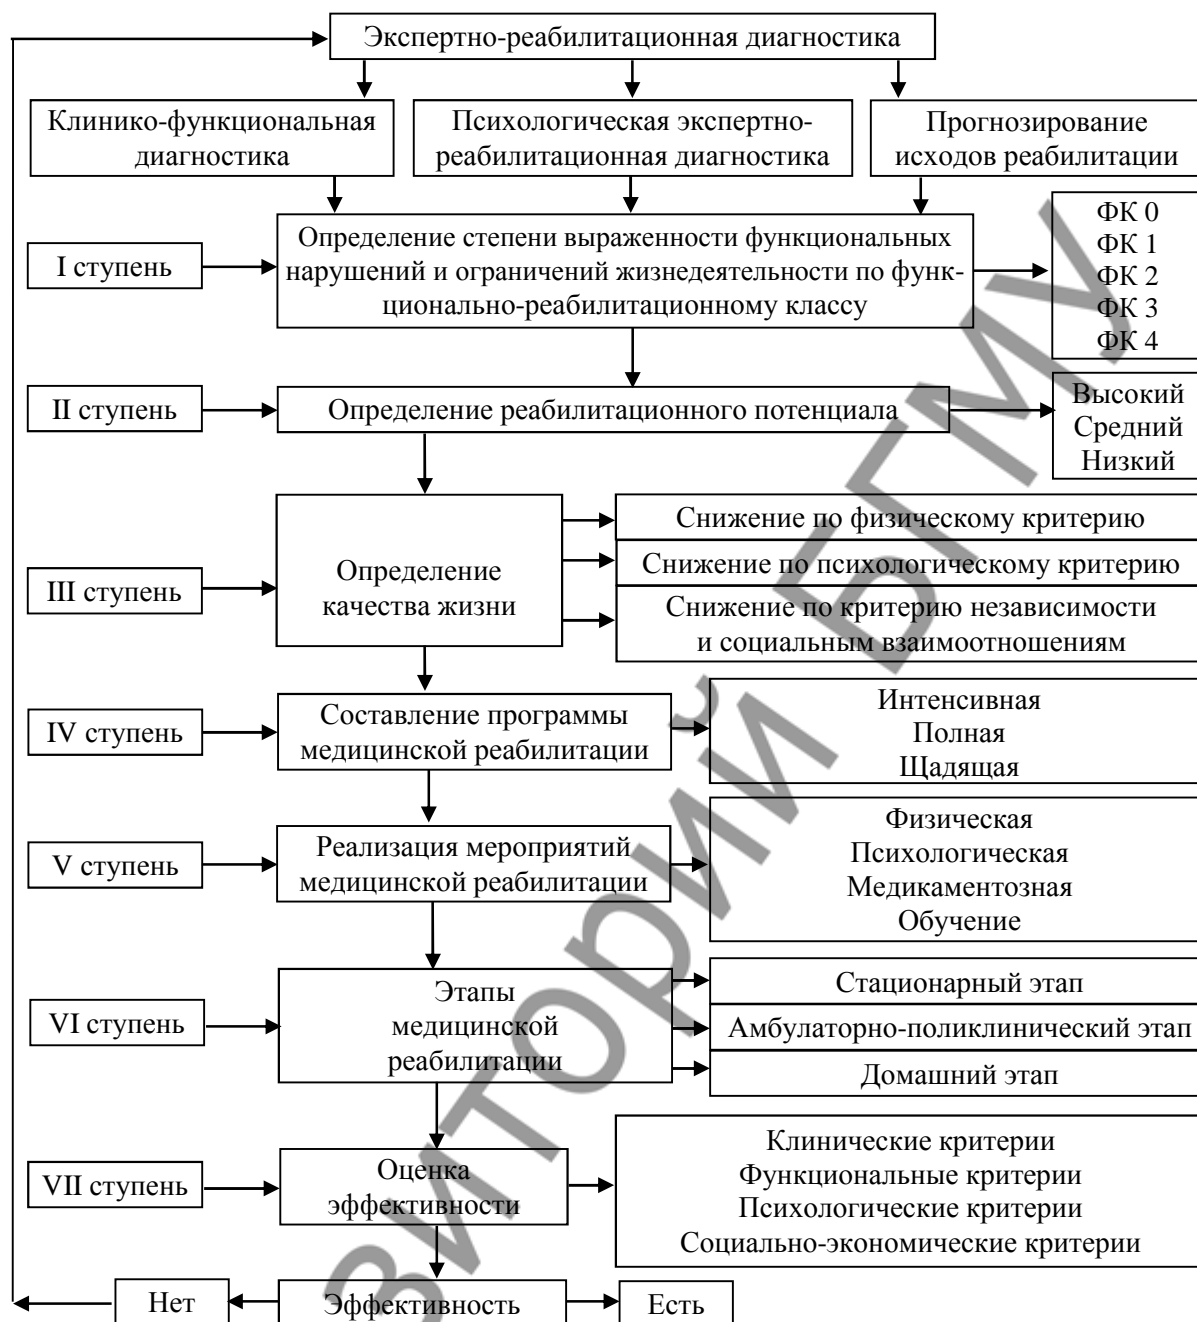 Экспертно-реабилитационная диагностика
Клинико-функциональная
диагностика
Психологическая экспертно-
реабилитационная диагностика
Прогнозирование
исходов реабилитации
I ступень
Определение степени выраженности функциональных
нарушений и ограничений жизнедеятельности по функ-
ционально-реабилитационному классу
ФК 0
ФК 1
ФК 2
ФК 3
ФК 4
II ступень
Определение реабилитационного потенциала
Высокий
Средний
Низкий
III ступень
Определение
качества жизни
Снижение по физическому критерию
Снижение по психологическому критерию
Снижение по критерию независимости
и социальным взаимоотношениям
IV ступень
Составление программы
медицинской реабилитации
Интенсивная
Полная
Щадящая
V ступень
Реализация мероприятий
медицинской реабилитации
Физическая
Психологическая
Медикаментозная
Обучение
VI ступень
Этапы
медицинской
реабилитации
Стационарный этап
Амбулаторно-поликлинический этап
Домашний этап
VII ступень
Оценка
эффективности
Клинические критерии
Функциональные критерии
Психологические критерии
Социально-экономические критерии
Нет
Эффективность
Есть
зиторий БГМУ